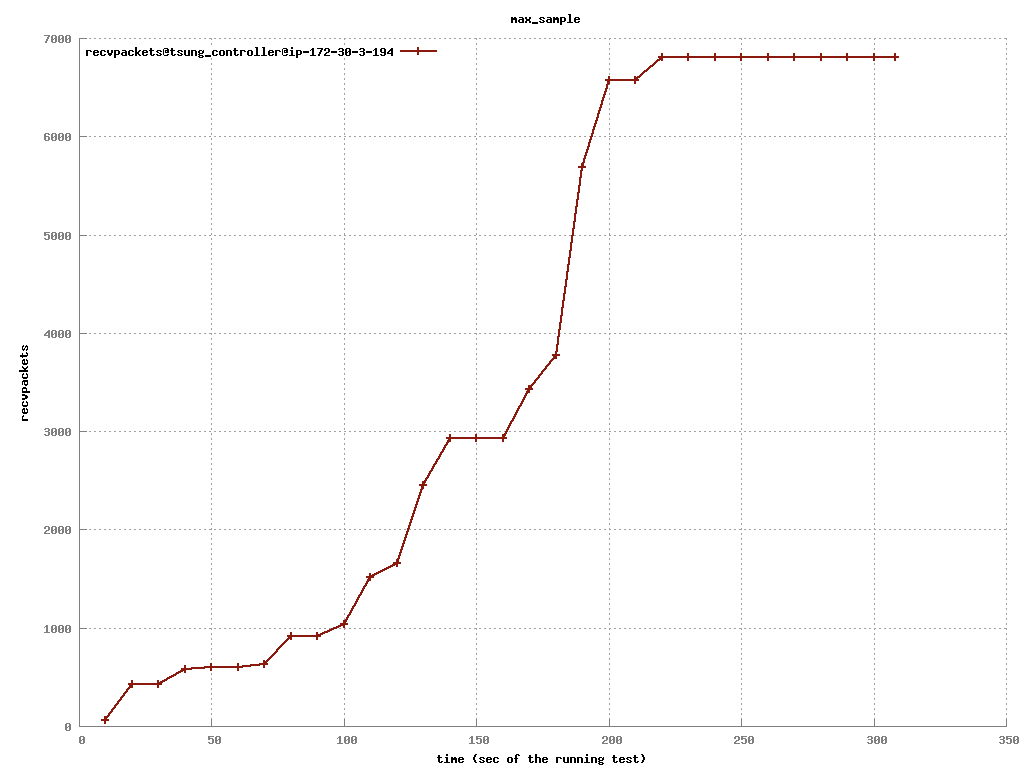 max_sample
7000
recvpackets@tsung_controller@ip-172-30-3-194
6000
5000
4000
recvpackets
3000
2000
1000
0
0 50 100 150 200 250 300 350
time (sec of the running test)